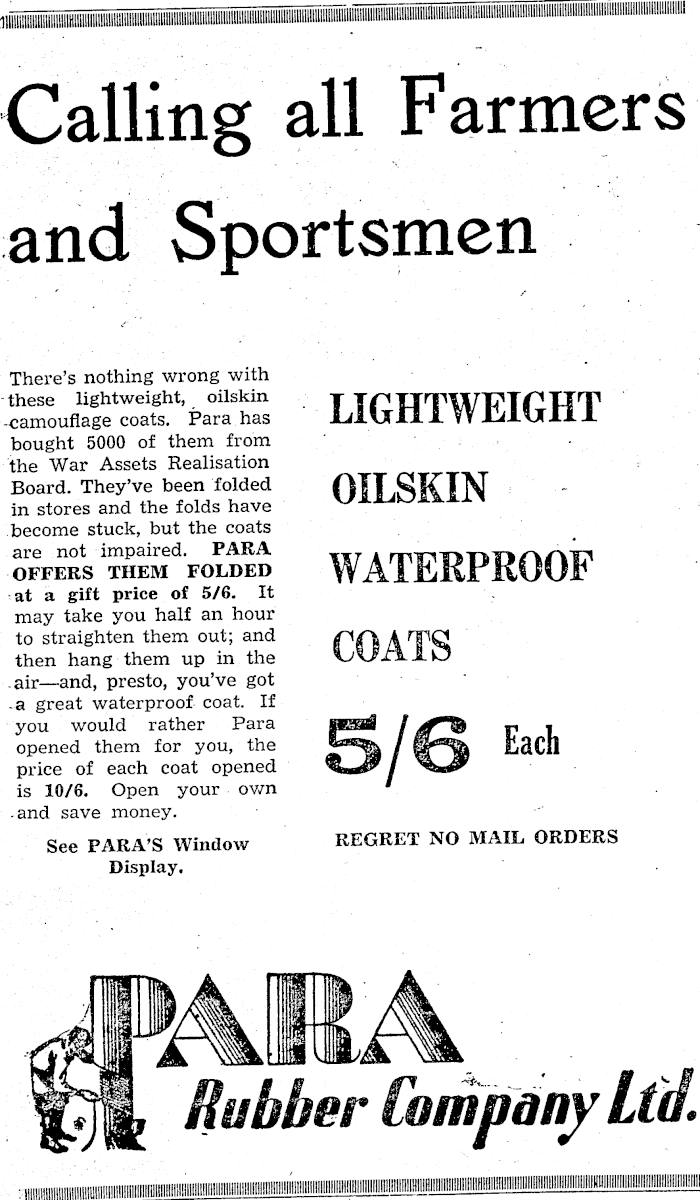 Calling all Farmers
and Sportsmen
There's nothing wrong with
these lightweight, oilskin
camouflage coats. Para has
bought 5000 of them from
the War Assets Realisation
Board. They've been folded
in stores and the folds have
become stuck, but the coats
are not impaired. PARA
OFFERS THEM FOLDED
at a gift price of 5/6. It
may take you half an hour
to straighten them out; and
then hang them up in the
air—and, presto, you've got
a great waterproof coat. If
you would rather Para
opened them for you, the
price of each coat opened
is 10/6. Open your own
and save money.
See PARA'S Window
Display.
LIGHTWEIGHT
OILSKIN
WATERPROOF
COATS
5/6 Each
REGRET NO MAIL ORDERS
PARA
Rubber Company Ltd.